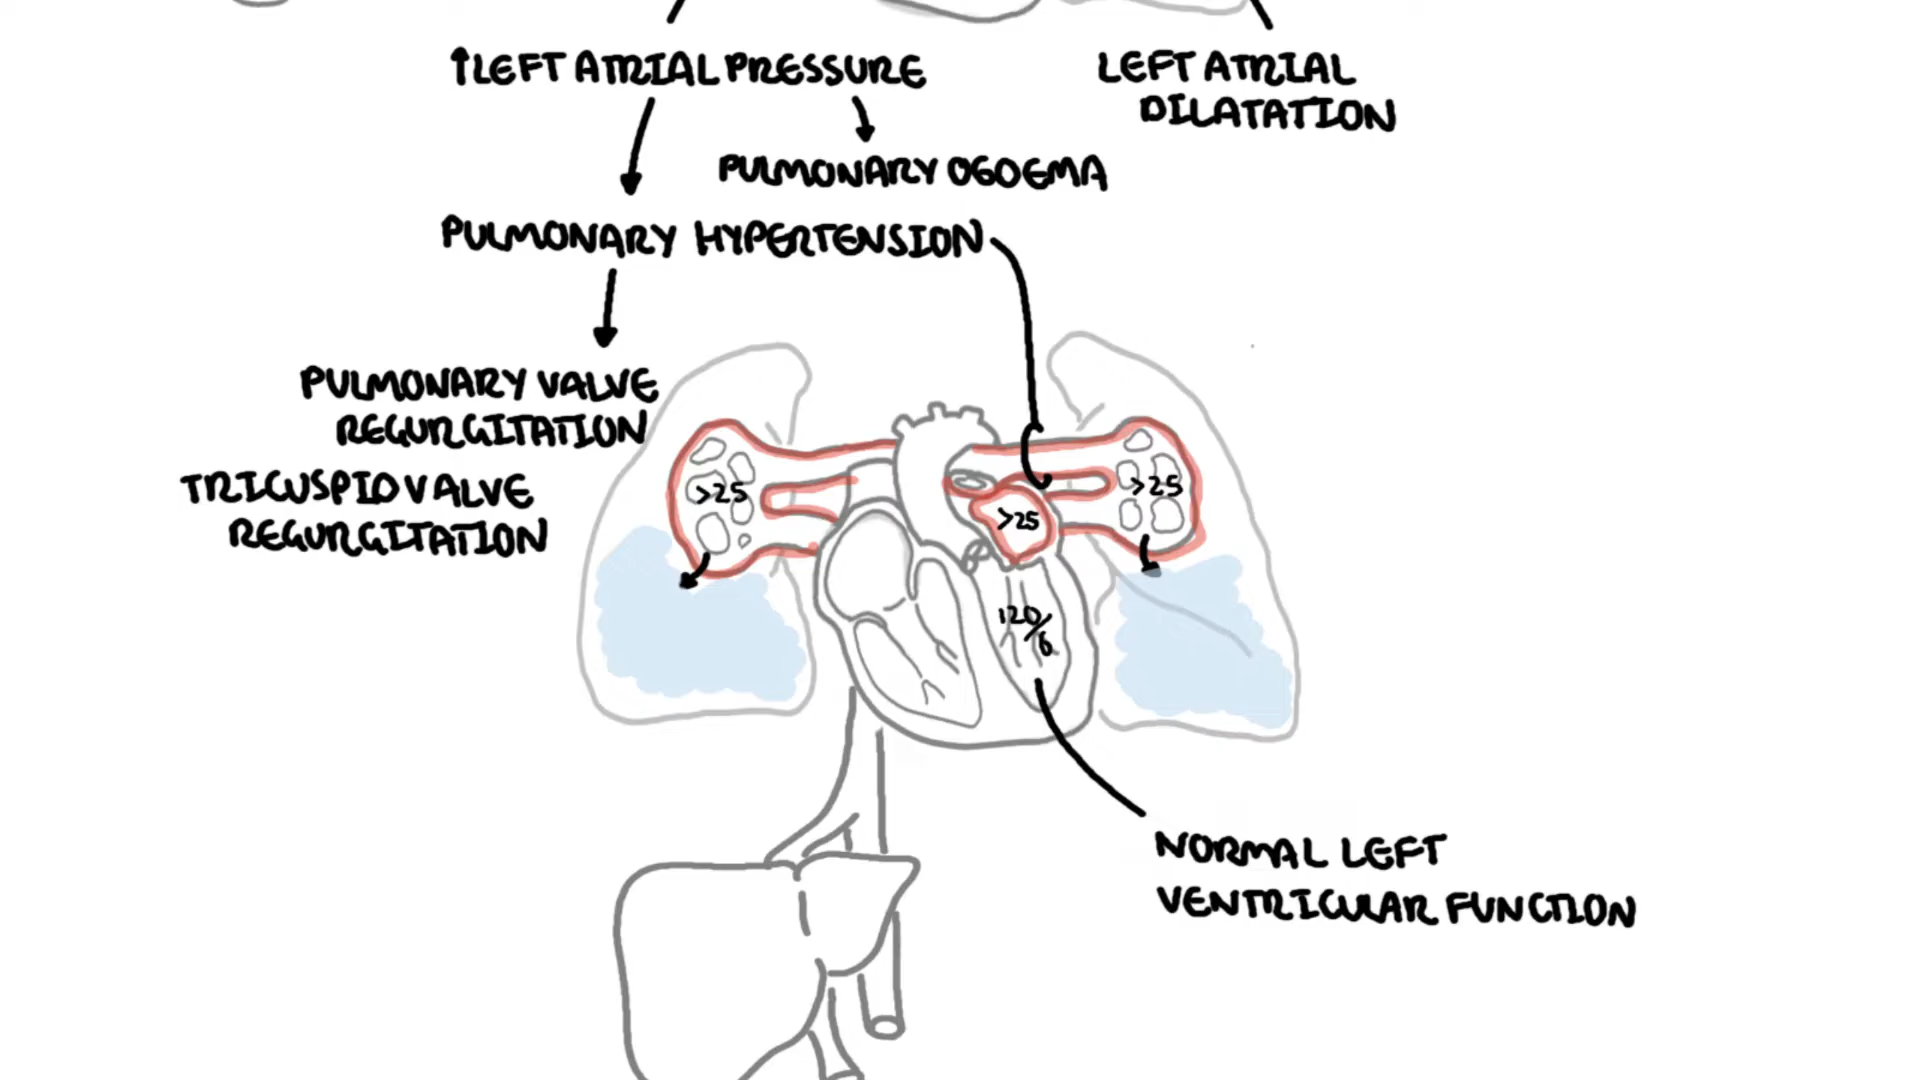 ↑LEFT ATRIAL PRESSURE
LEFT ATRIAL
DILATATION
PULMONARY OEDEMA
PULMONARY HYPERTENSION
PULMONARY VALVE
REGURGITATION
TRICUSPID VALVE
REGURGITATION
>25
>25
>25
120/6
NORMAL LEFT
VENTRICULAR FUNCTION